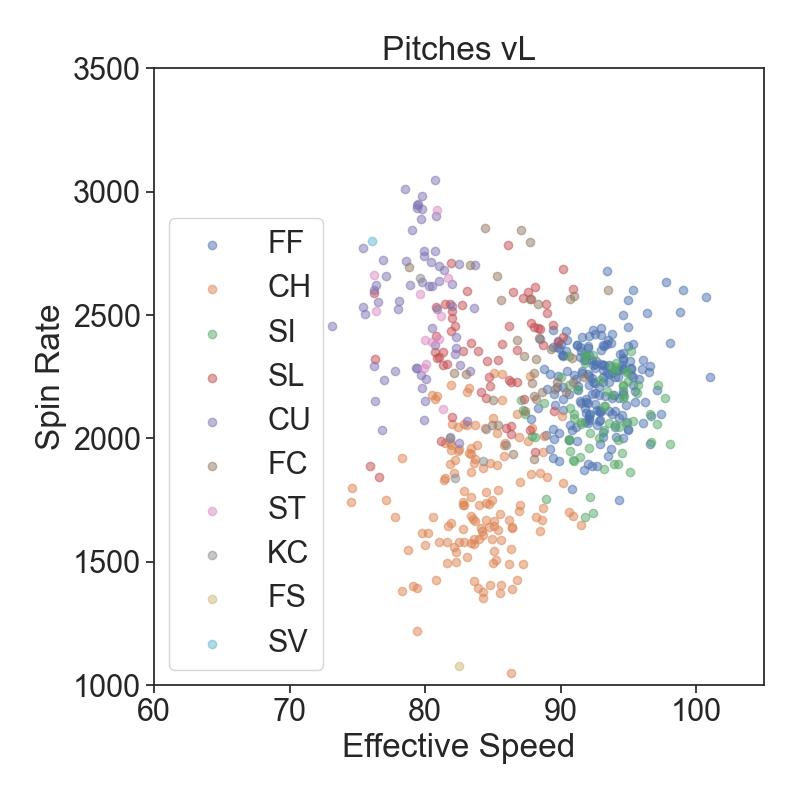 Pitches vL
3500
3000
2500
2000
1500
1000
Spin Rate
FF
CH
SI
SL
CU
FC
ST
KC
FS
SV
60 70 80 90 100
Effective Speed